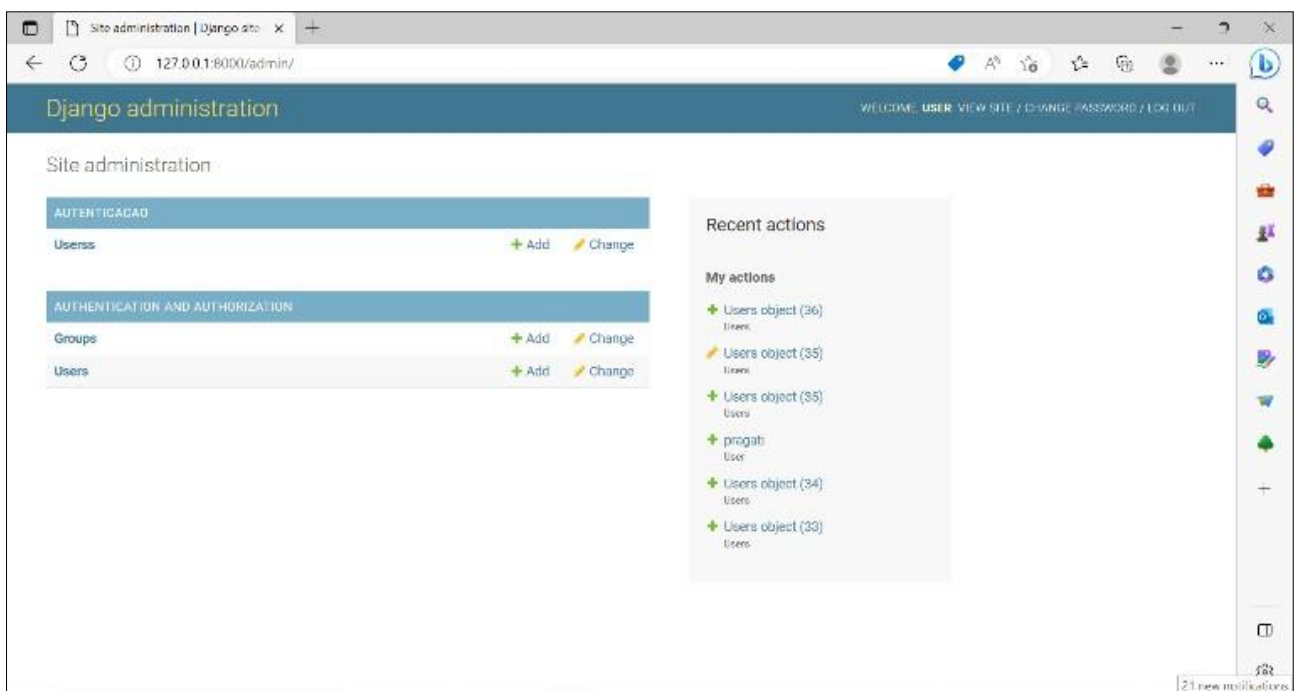 Site administration | Django site
127.0.0.1:8000/admin/
Django administration
WELCOME, USER. VIEW SITE / CHANGE PASSWORD / LOG OUT
Site administration
AUTENTICACAO
Userss + Add Change
AUTHENTICATION AND AUTHORIZATION
Groups + Add Change
Users + Add Change
Recent actions
My actions
+ Users object (36)
Users
Users object (35)
Users
+ Users object (35)
Users
+ pragati
User
+ Users object (34)
Users
+ Users object (33)
Users
21 new notifications